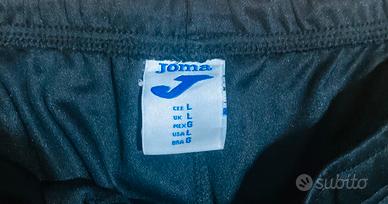 Joma
CEE L
UK L
MEX G
USA L
BRA G
subito